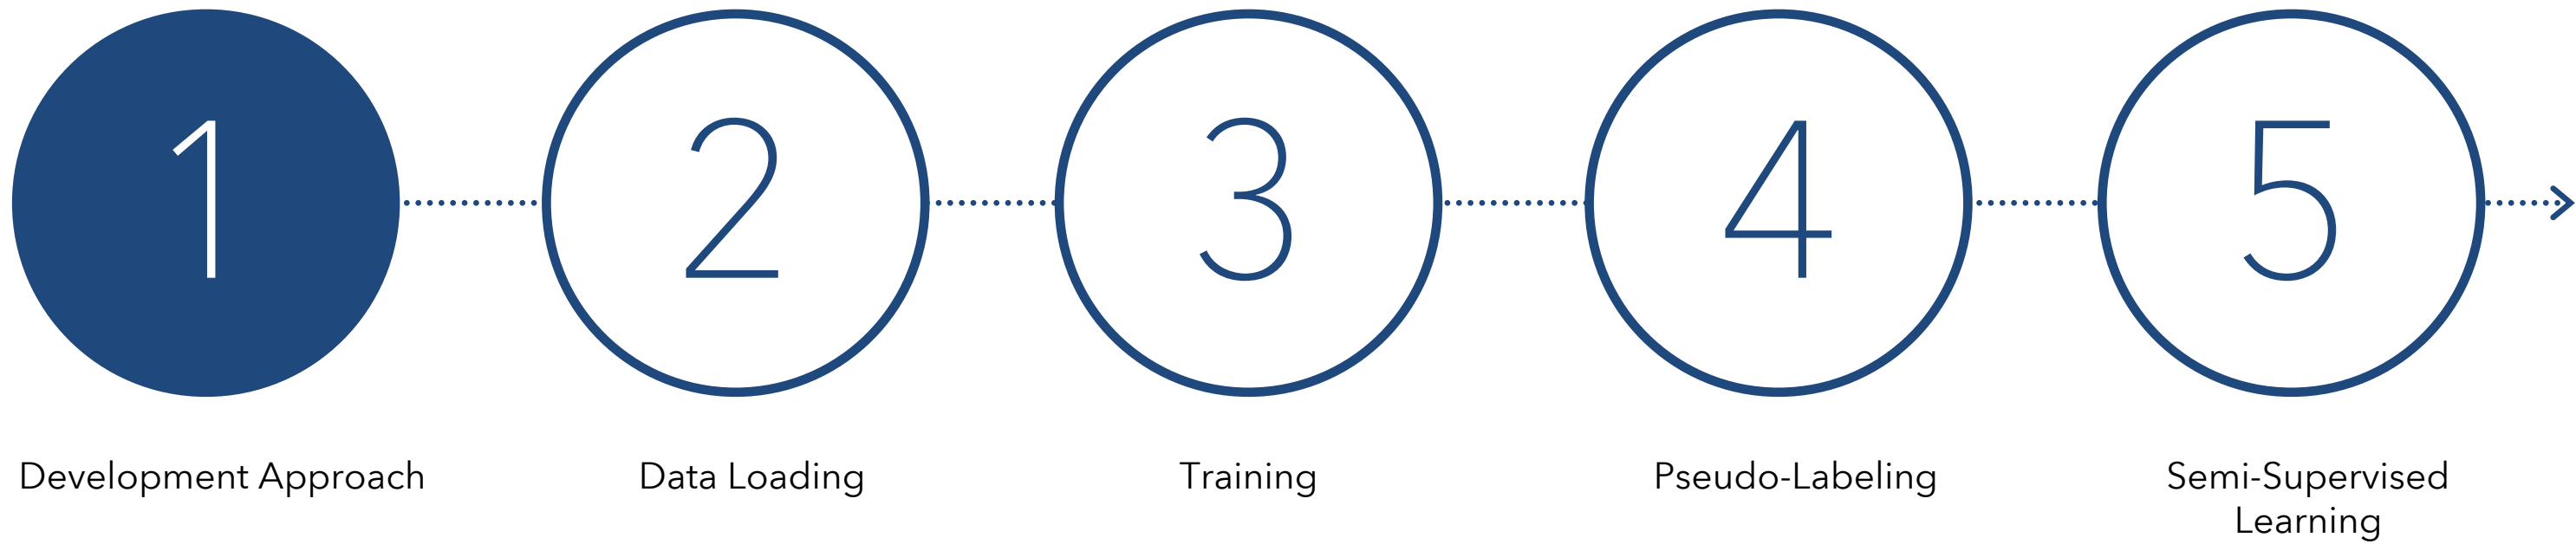 1
2
3
4
5
Development Approach
Data Loading
Training
Pseudo-Labeling
Semi-Supervised
Learning